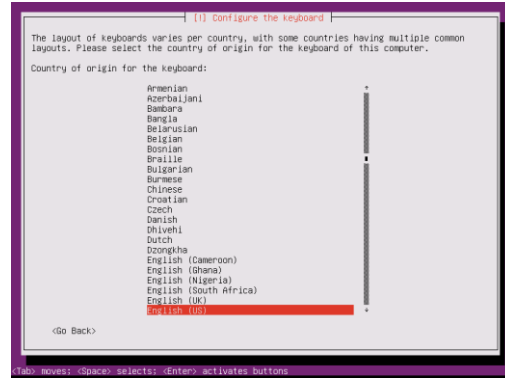 [!] Configure the keyboard
The layout of keyboards varies per country, with some countries having multiple common
layouts. Please select the country of origin for the keyboard of this computer.
Country of origin for the keyboard:
Armenian
Azerbaijani
Bambara
Bangla
Belarusian
Belgian
Bosnian
Braille
Bulgarian
Burmese
Chinese
Croatian
Czech
Danish
Dhivehi
Dutch
Dzongkha
English (Cameroon)
English (Ghana)
English (Nigeria)
English (South Africa)
English (UK)
English (US)
<Go Back>
<Tab> moves; <Space> selects; <Enter> activates buttons